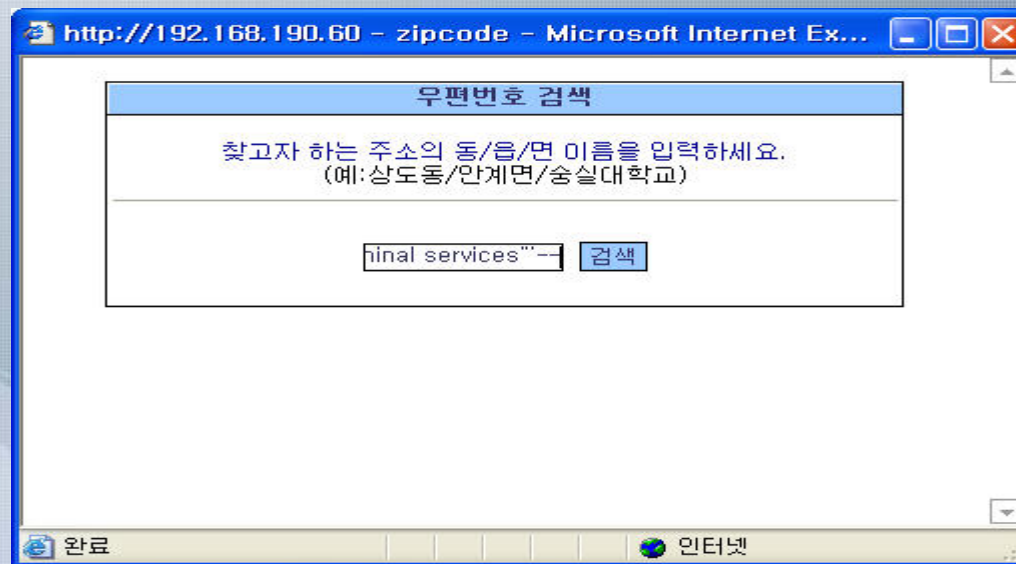 http://192.168.190.60 - zipcode - Microsoft Internet Ex...
우편번호 검색
찾고자 하는 주소의 동/읍/면 이름을 입력하세요.
(예:상도동/안계면/숭실대학교)
ninal services"'-- 검색
완료 인터넷